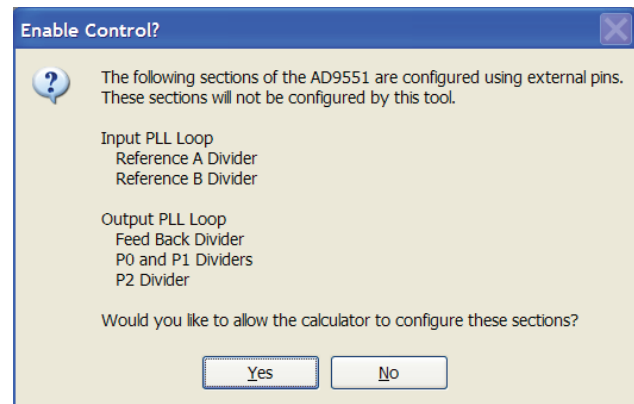 Enable Control?
The following sections of the AD9551 are configured using external pins.
These sections will not be configured by this tool.
Input PLL Loop
Reference A Divider
Reference B Divider
Output PLL Loop
Feed Back Divider
P0 and P1 Dividers
P2 Divider
Would you like to allow the calculator to configure these sections?
Yes
No